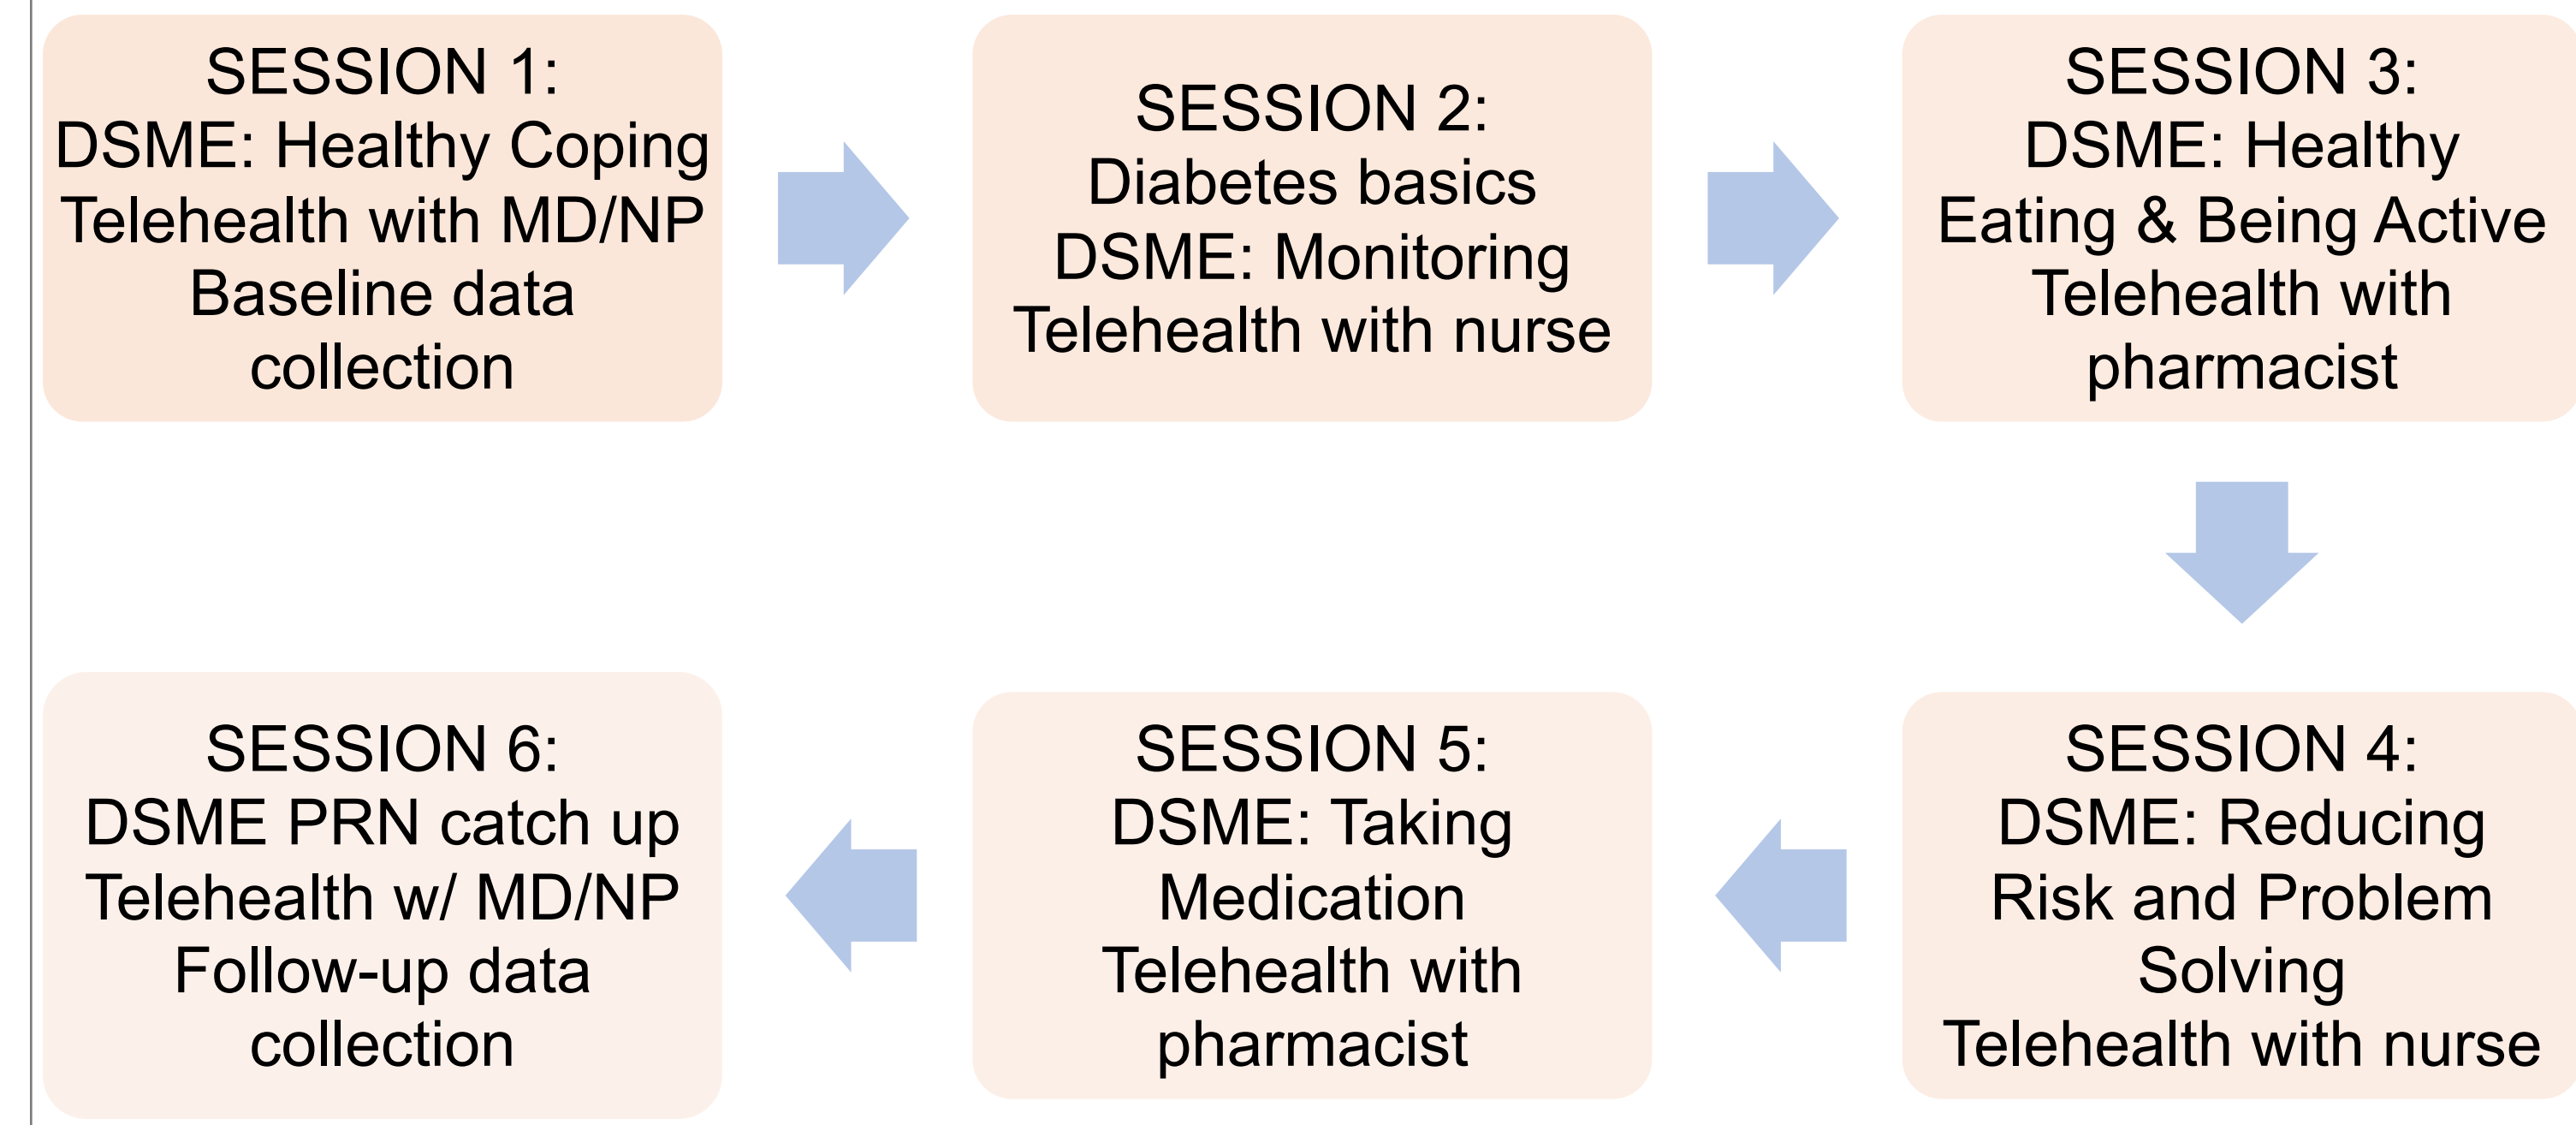 SESSION 1:
DSME: Healthy Coping
Telehealth with MD/NP
Baseline data
collection
SESSION 2:
Diabetes basics
DSME: Monitoring
Telehealth with nurse
SESSION 3:
DSME: Healthy
Eating & Being Active
Telehealth with
pharmacist
SESSION 4:
DSME: Reducing
Risk and Problem
Solving
Telehealth with nurse
SESSION 5:
DSME: Taking
Medication
Telehealth with
pharmacist
SESSION 6:
DSME PRN catch up
Telehealth w/ MD/NP
Follow-up data
collection